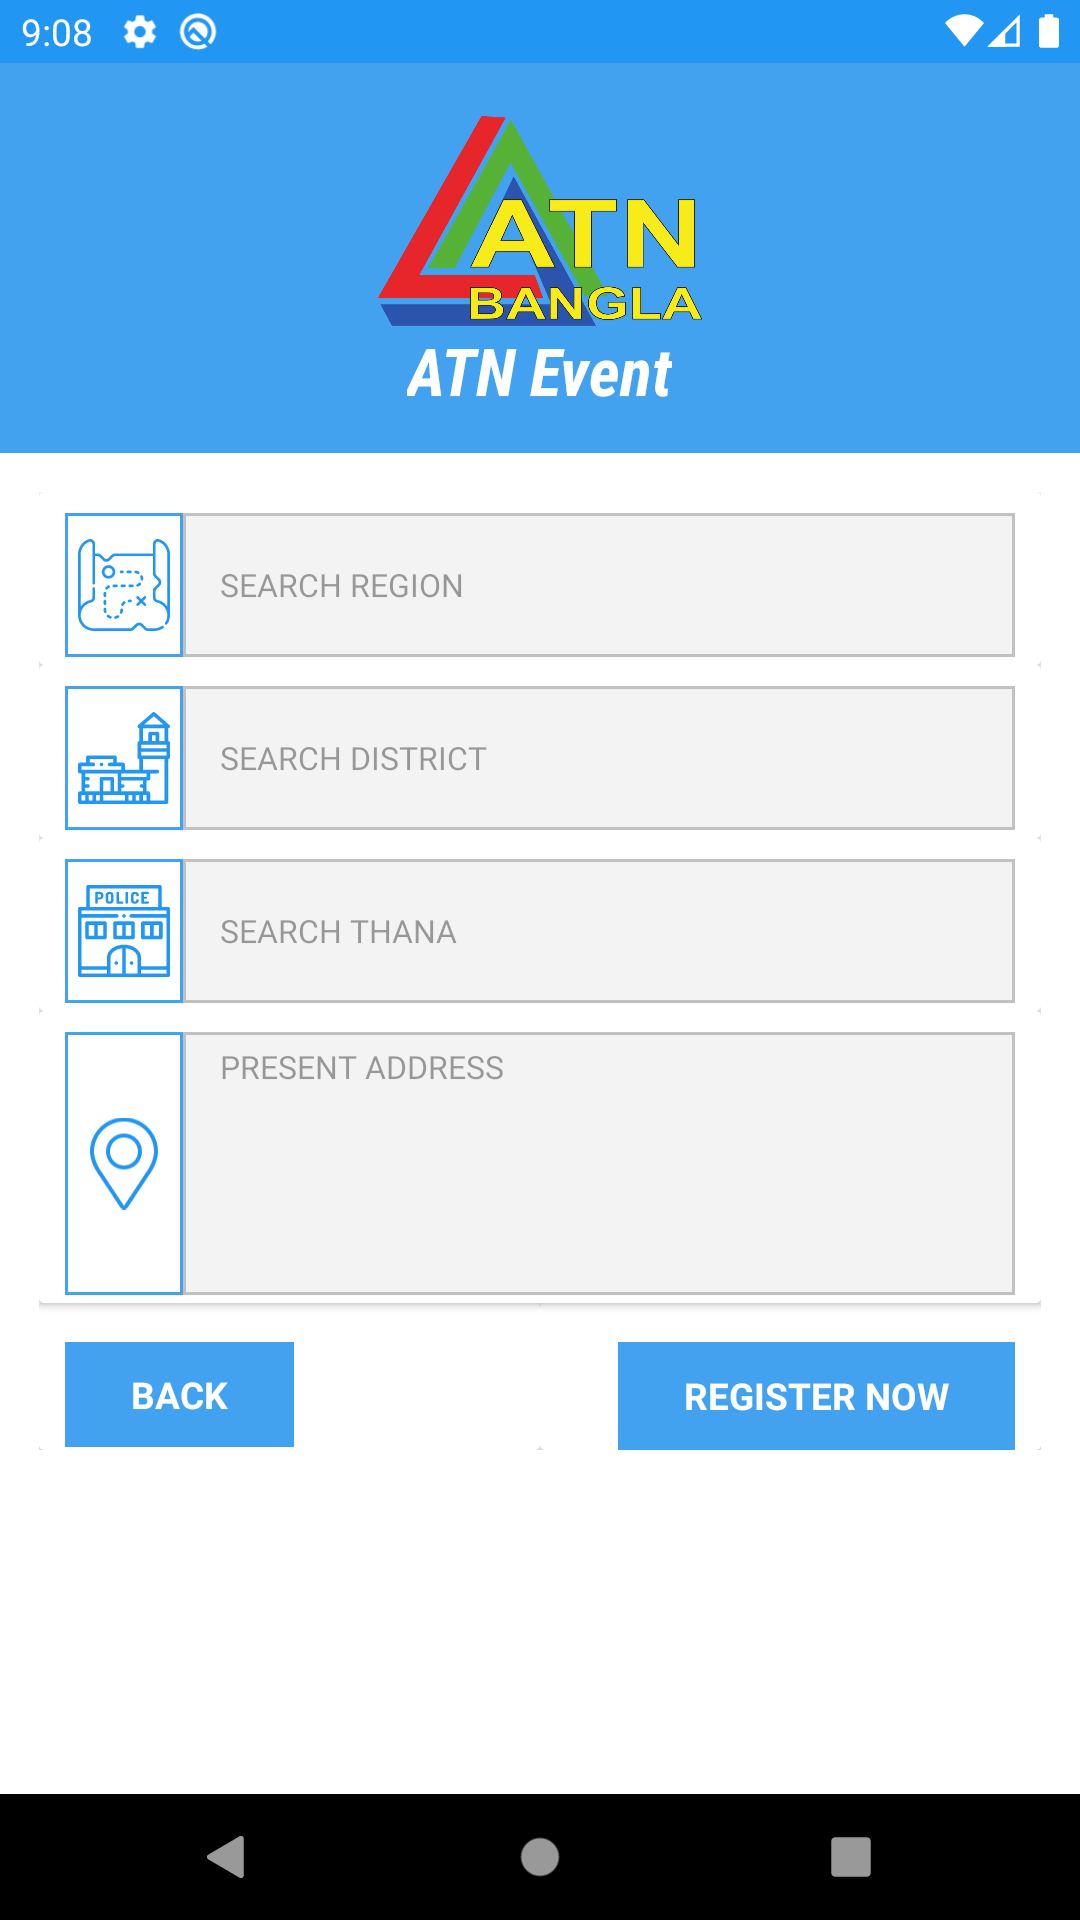 9:08
ATN
BANGLA
ATN Event
SEARCH REGION
SEARCH DISTRICT
POLICE
SEARCH THANA
PRESENT ADDRESS
BACK
REGISTER NOW